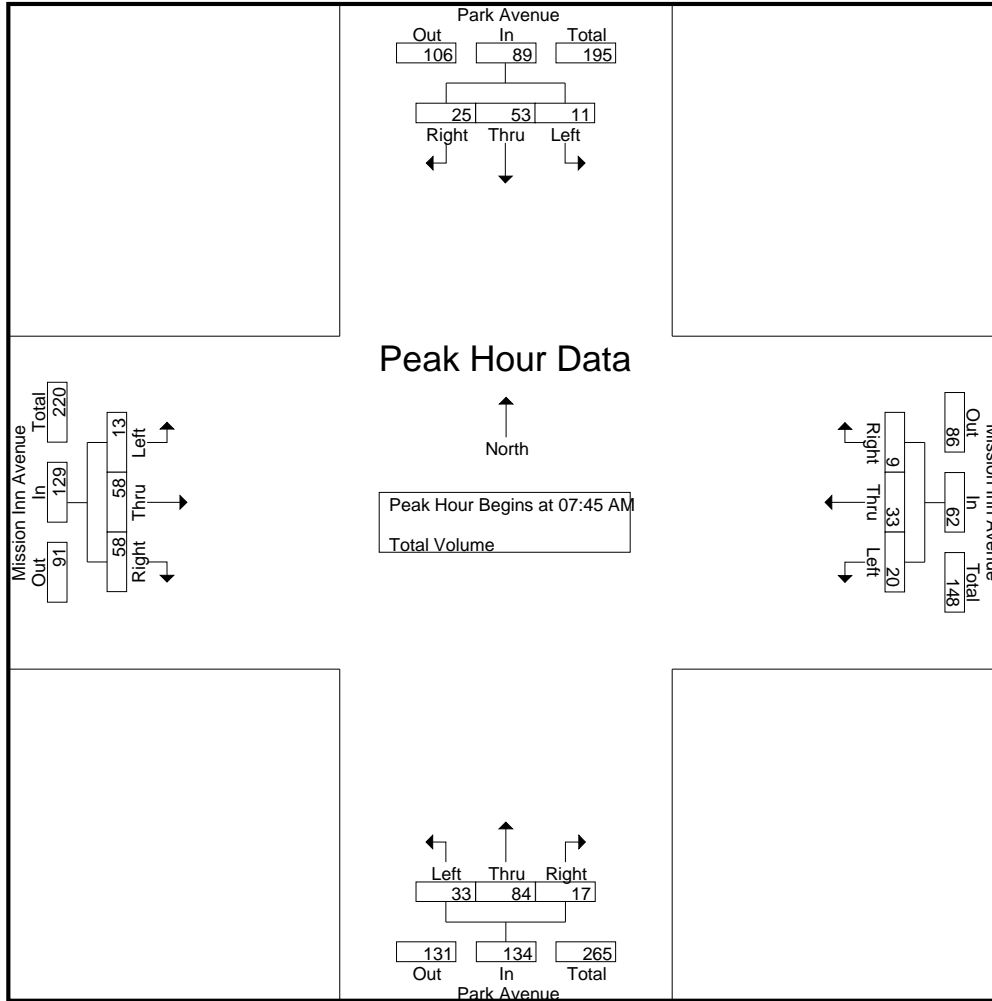 Park Avenue
Out In Total
106 89 195
25 53 11
Right Thru Left
Peak Hour Data
North
Peak Hour Begins at 07:45 AM
Total Volume
Mission Inn Avenue
Total In Out
220 129 91
13 58 58
Left Thru Right
Mission Inn Avenue
Out In Total
86 62 148
9 33 20
Right Thru Left
Left Thru Right
33 84 17
131 134 265
Out In Total
Park Avenue